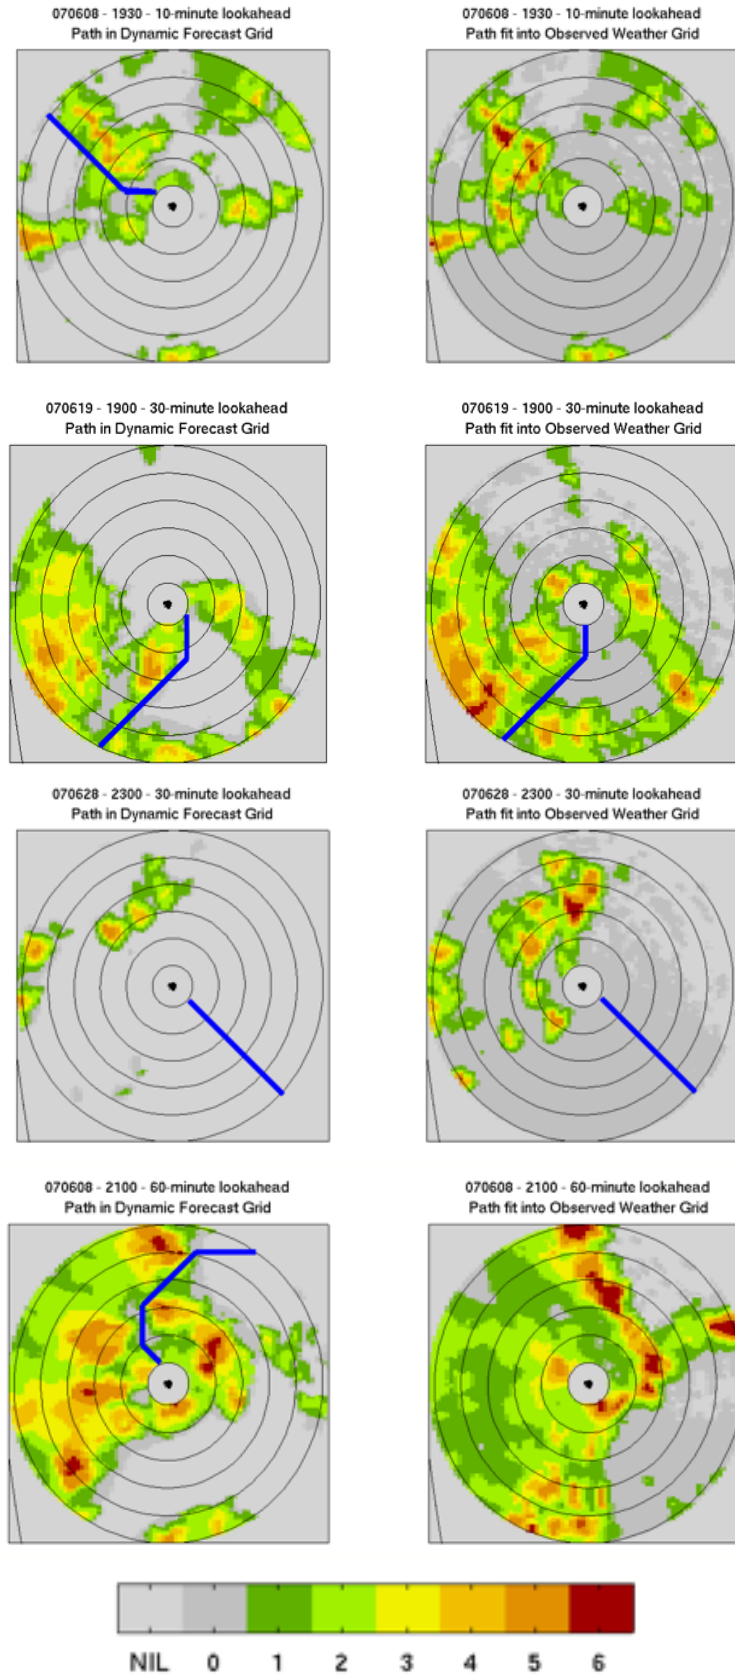 070608 - 1930 - 10-minute lookahead
Path in Dynamic Forecast Grid
070608 - 1930 - 10-minute lookahead
Path fit into Observed Weather Grid
070619 - 1900 - 30-minute lookahead
Path in Dynamic Forecast Grid
070619 - 1900 - 30-minute lookahead
Path fit into Observed Weather Grid
070628 - 2300 - 30-minute lookahead
Path in Dynamic Forecast Grid
070628 - 2300 - 30-minute lookahead
Path fit into Observed Weather Grid
070608 - 2100 - 60-minute lookahead
Path in Dynamic Forecast Grid
070608 - 2100 - 60-minute lookahead
Path fit into Observed Weather Grid
NIL 0 1 2 3 4 5 6